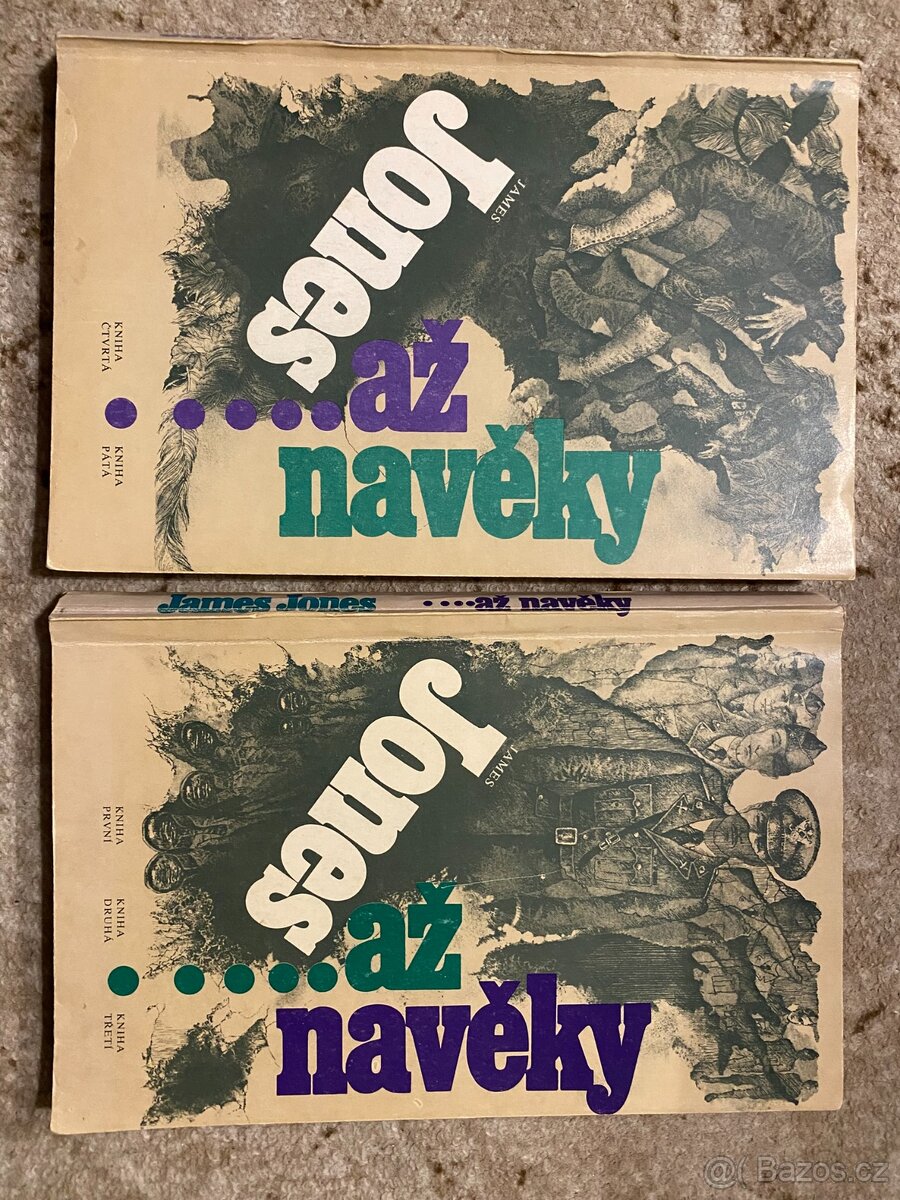 JAMES
Jones
.....až
navěky
KNIHA
ČTVRTÁ
KNIHA
PÁTÁ
James Jones ....až navěky
JAMES
Jones
.....až
navěky
KNIHA
PRVNÍ
KNIHA
DRUHÁ
KNIHA
TŘETÍ
@( Bazos.cz